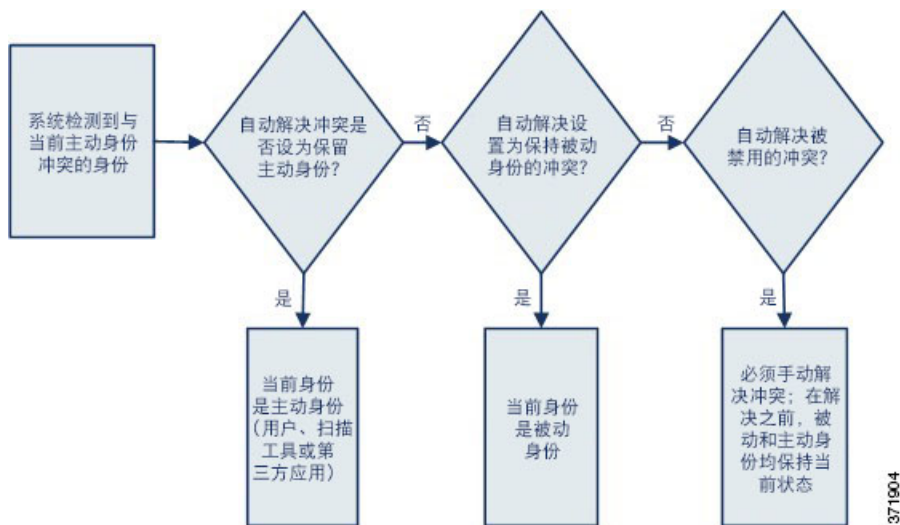 系统检测到与
当前主动身份
冲突的身份
自动解决冲突是
否设为保留
主动身份？
否
自动解决设
置为保持被动
身份的冲突？
否
自动解决被
禁用的冲突？
是
是
是
当前身份
是主动身份
（用户、扫描
工具或第
三方应用）
当前身份
是被动
身份
必须手动解
决冲突；在解
决之前，被
动和主动身
份均保持当
前状态
371904